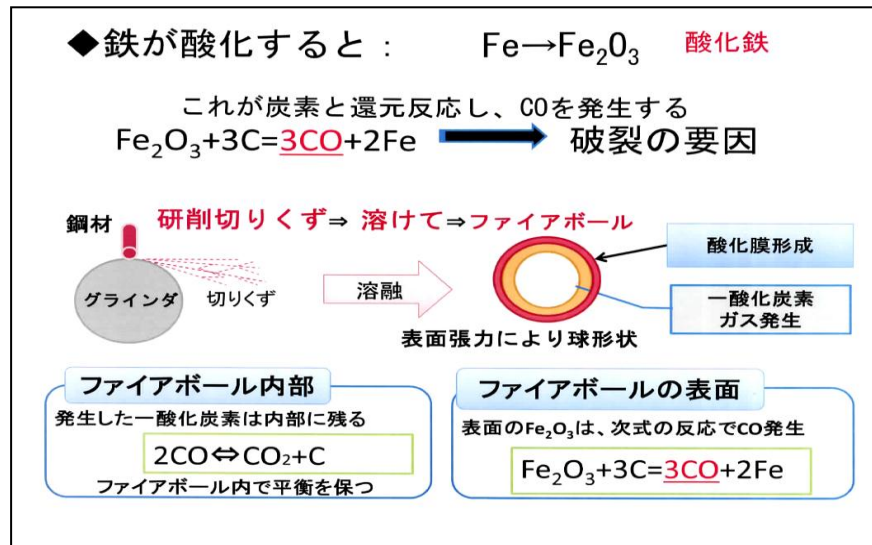 ◆鉄が酸化すると： Fe→Fe₂O₃ 酸化鉄
これが炭素と還元反応し、COを発生する
Fe₂O₃+3C=3CO+2Fe 破裂の要因
鋼材 研削切りくず⇒ 溶けて⇒ファイアボール
グラインダ
切りくず
溶融
酸化膜形成
一酸化炭素
ガス発生
表面張力により球形状
ファイアボール内部
発生した一酸化炭素は内部に残る
2CO⇔CO₂+C
ファイアボール内で平衡を保つ
ファイアボールの表面
表面のFe₂O₃は、次式の反応でCO発生
Fe₂O₃+3C=3CO+2Fe